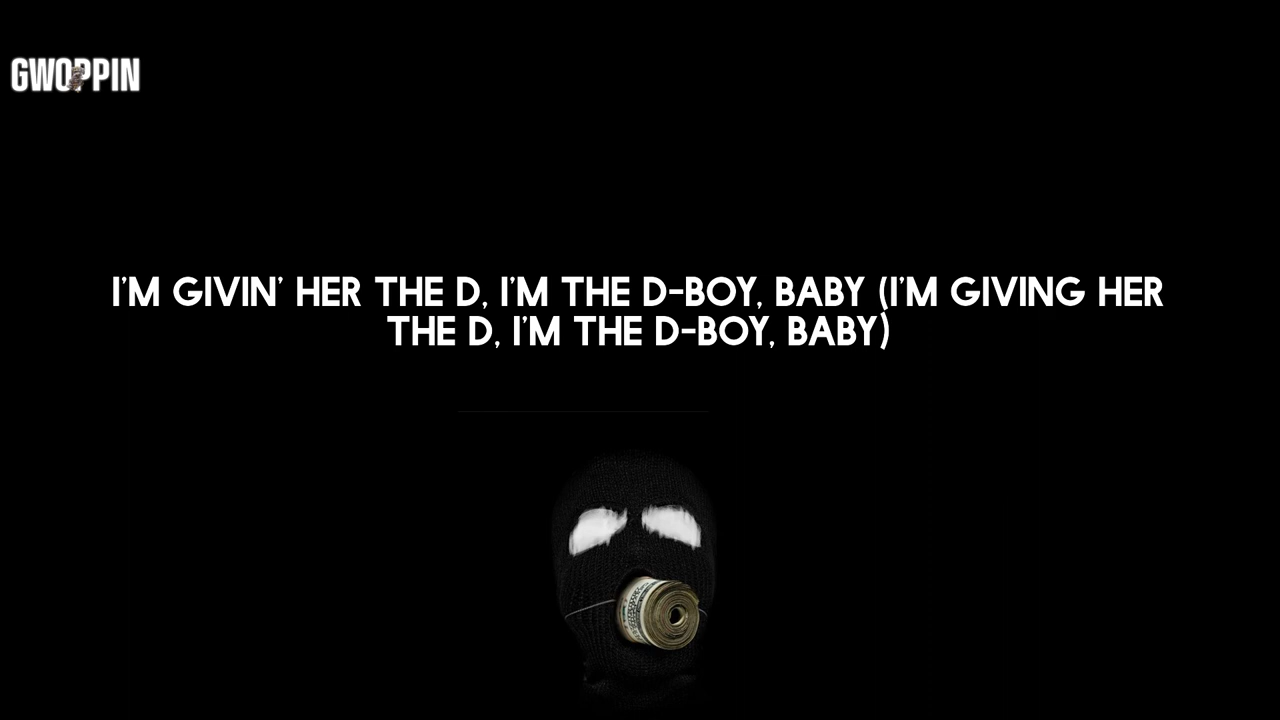 GWOPPIN
I'M GIVIN' HER THE D, I'M THE D-BOY, BABY (I'M GIVING HER
THE D, I'M THE D-BOY, BABY)